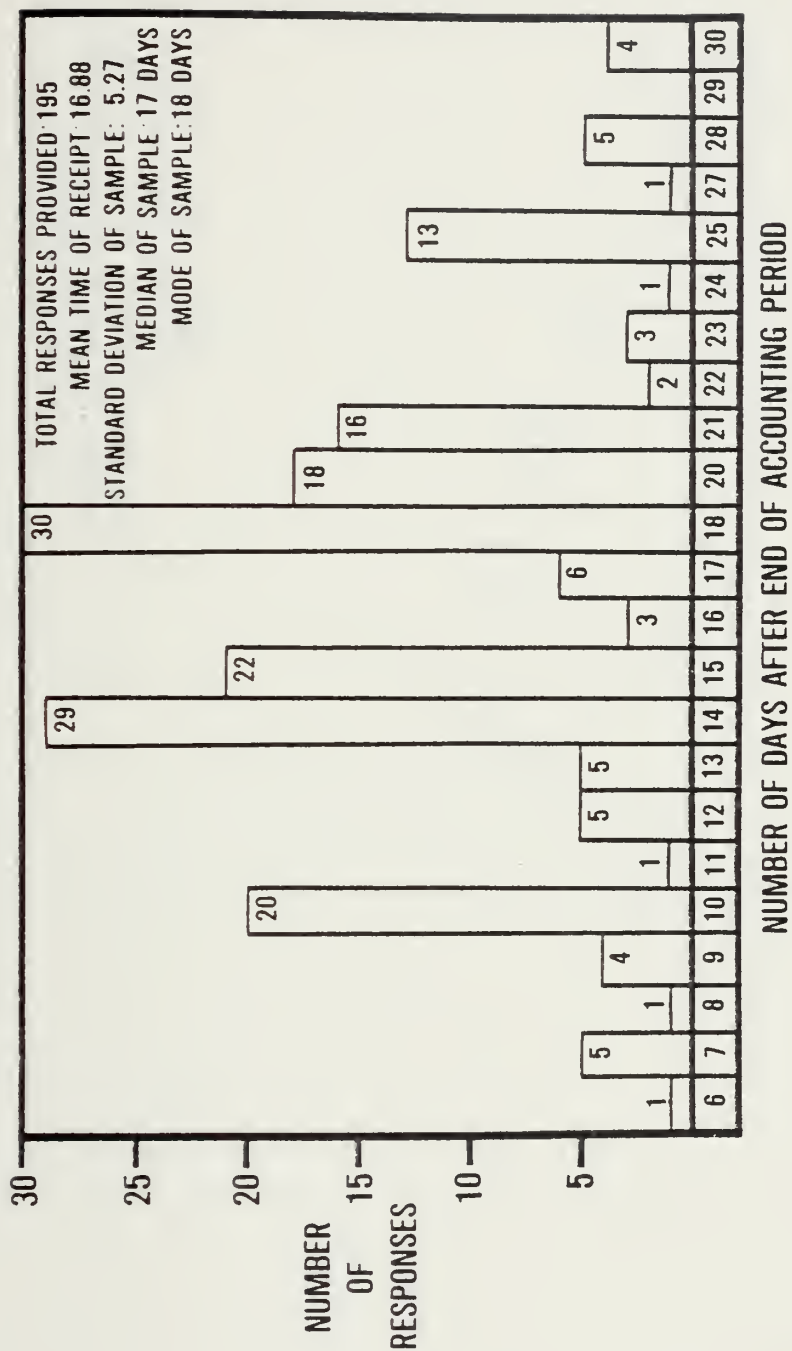 TOTAL RESPONSES PROVIDED: 195
MEAN TIME OF RECEIPT: 16.88
STANDARD DEVIATION OF SAMPLE: 5.27
MEDIAN OF SAMPLE: 17 DAYS
MODE OF SAMPLE: 18 DAYS
30
25
20
15
10
5
NUMBER
OF
RESPONSES
1 5 1 4 20 1 5 5 29 22 3 6 30 18 16 2 3 1 13 1 5 4
6 7 8 9 10 11 12 13 14 15 16 17 18 20 21 22 23 24 25 27 28 29 30
NUMBER OF DAYS AFTER END OF ACCOUNTING PERIOD